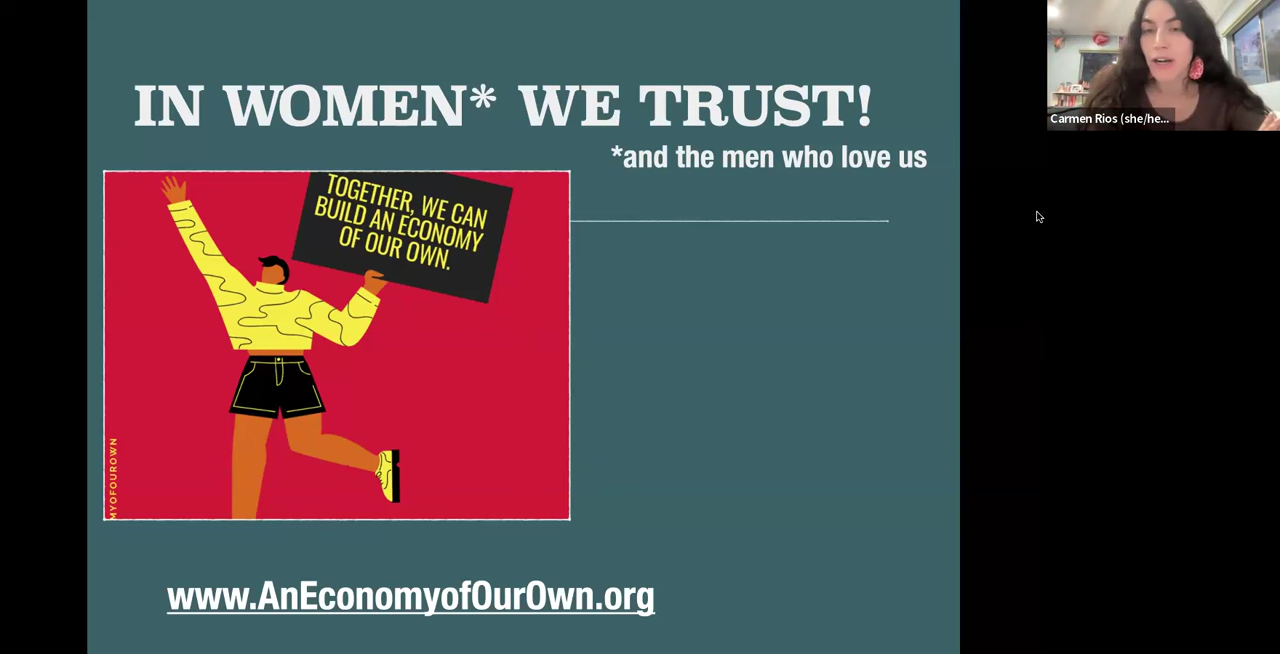 IN WOMEN* WE TRUST!
*and the men who love us
TOGETHER, WE CAN
BUILD AN ECONOMY
OF OUR OWN.
MYOFOUROWN
www.AnEconomyofOurOwn.org
Carmen Rios (she/he...